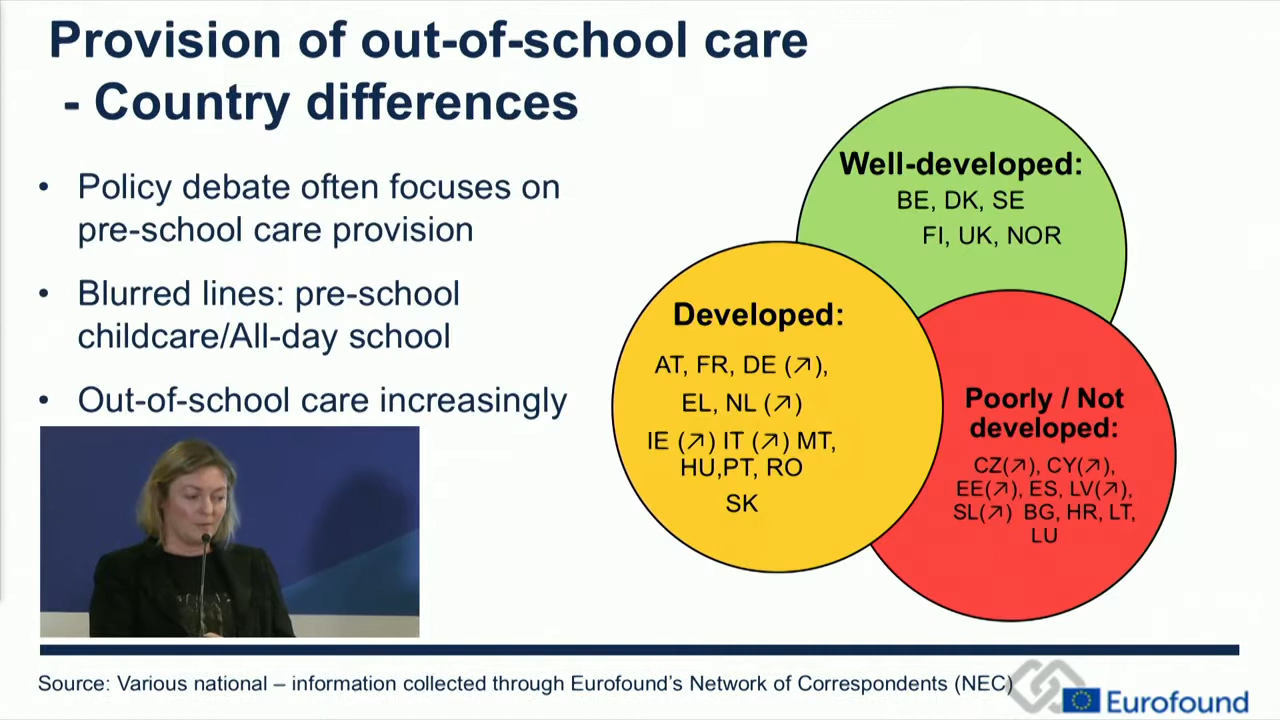 Provision of out-of-school care
- Country differences
• Policy debate often focuses on
pre-school care provision
• Blurred lines: pre-school
childcare/All-day school
• Out-of-school care increasingly
Well-developed:
BE, DK, SE
FI, UK, NOR
Developed:
AT, FR, DE (↗),
EL, NL (↗)
IE (↗) IT (↗) MT,
HU,PT, RO
SK
Poorly / Not
developed:
CZ(↗), CY(↗),
EE(↗), ES, LV(↗),
SL(↗) BG, HR, LT,
LU
Source: Various national – information collected through Eurofound's Network of Correspondents (NEC)
Eurofound